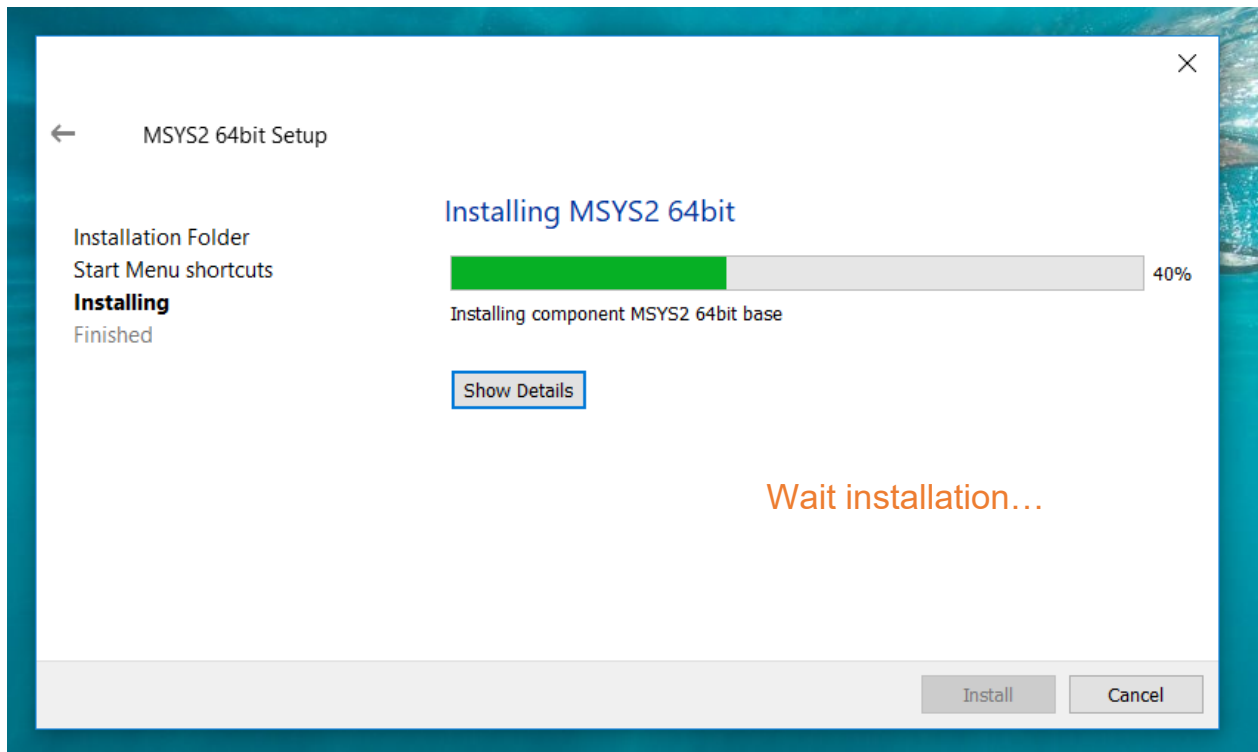 MSYS2 64bit Setup
Installation Folder
Start Menu shortcuts
Installing
Finished
Installing MSYS2 64bit
40%
Installing component MSYS2 64bit base
Show Details
Wait installation…
Install
Cancel